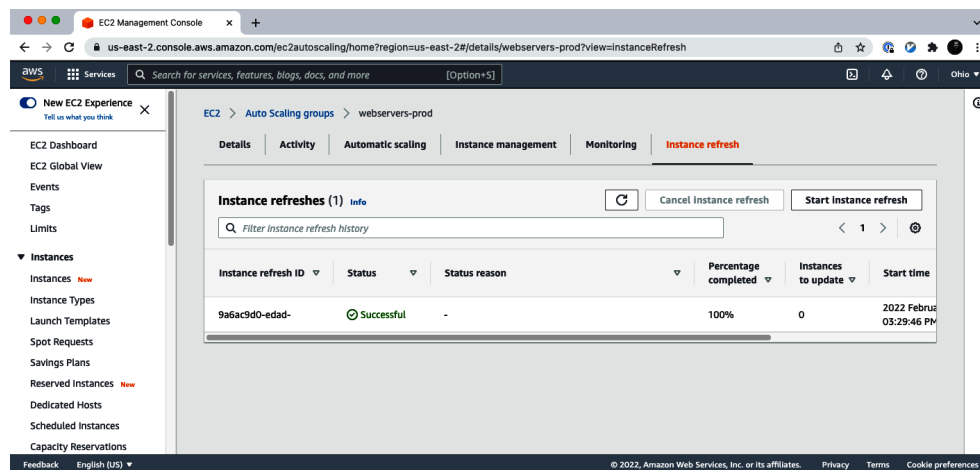 EC2 Management Console
us-east-2.console.aws.amazon.com/ec2autoscaling/home?region=us-east-2#/details/webservers-prod?view=instanceRefresh
aws
Services
Search for services, features, blogs, docs, and more
[Option+S]
Ohio
New EC2 Experience
Tell us what you think
EC2 Dashboard
EC2 Global View
Events
Tags
Limits
Instances
Instances New
Instance Types
Launch Templates
Spot Requests
Savings Plans
Reserved Instances New
Dedicated Hosts
Scheduled Instances
Capacity Reservations
EC2 > Auto Scaling groups > webservers-prod
Details Activity Automatic scaling Instance management Monitoring Instance refresh
Instance refreshes (1) Info
Cancel instance refresh
Start instance refresh
Filter instance refresh history
< 1 >
Instance refresh ID
Status
Status reason
Percentage completed
Instances to update
Start time
9a6ac9d0-edad-
Successful
-
100%
0
2022 Februa
03:29:46 PM
Feedback English (US)
© 2022, Amazon Web Services, Inc. or its affiliates. Privacy Terms Cookie preferences